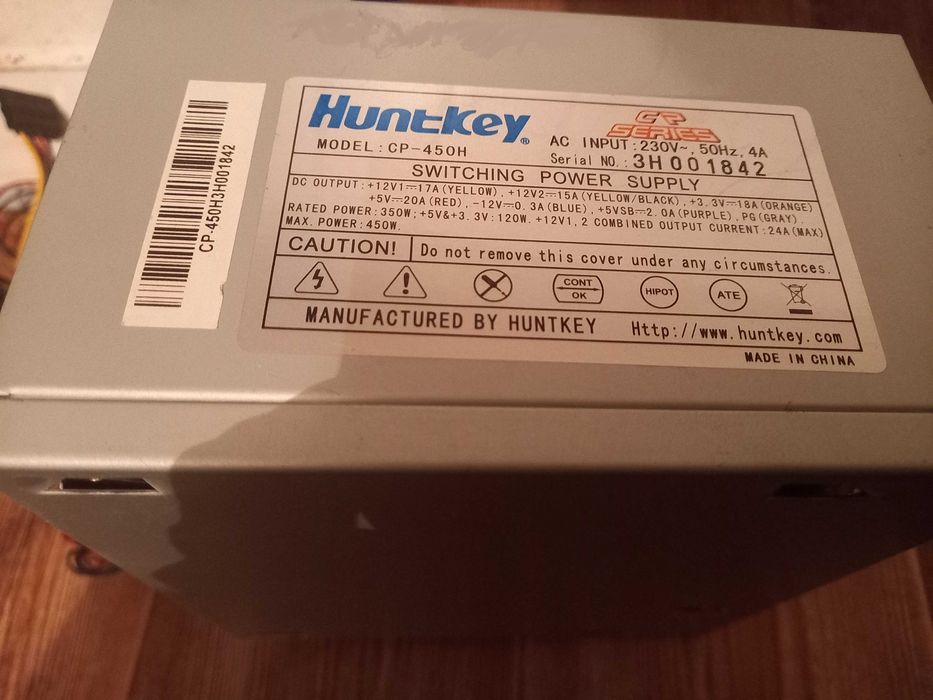 Huntkey®
CP
SERIES
MODEL: CP-450H
AC INPUT: 230V~, 50Hz, 4A
Serial NO.: 3H001842
SWITCHING POWER SUPPLY
DC OUTPUT: +12V1⎓17A(YELLOW), +12V2⎓15A(YELLOW/BLACK), +3.3V⎓18A(ORANGE)
+5V⎓20A(RED), -12V⎓0.3A(BLUE), +5VSB⎓2.0A(PURPLE), PG(GRAY),
RATED POWER: 350W; +5V&+3.3V: 120W. +12V1,2 COMBINED OUTPUT CURRENT: 24A(MAX)
MAX. POWER: 450W.
CAUTION! Do not remove this cover under any circumstances.
CONT
OK
HIPOT
ATE
MANUFACTURED BY HUNTKEY Http://www.huntkey.com
MADE IN CHINA
CP-450H3H001842